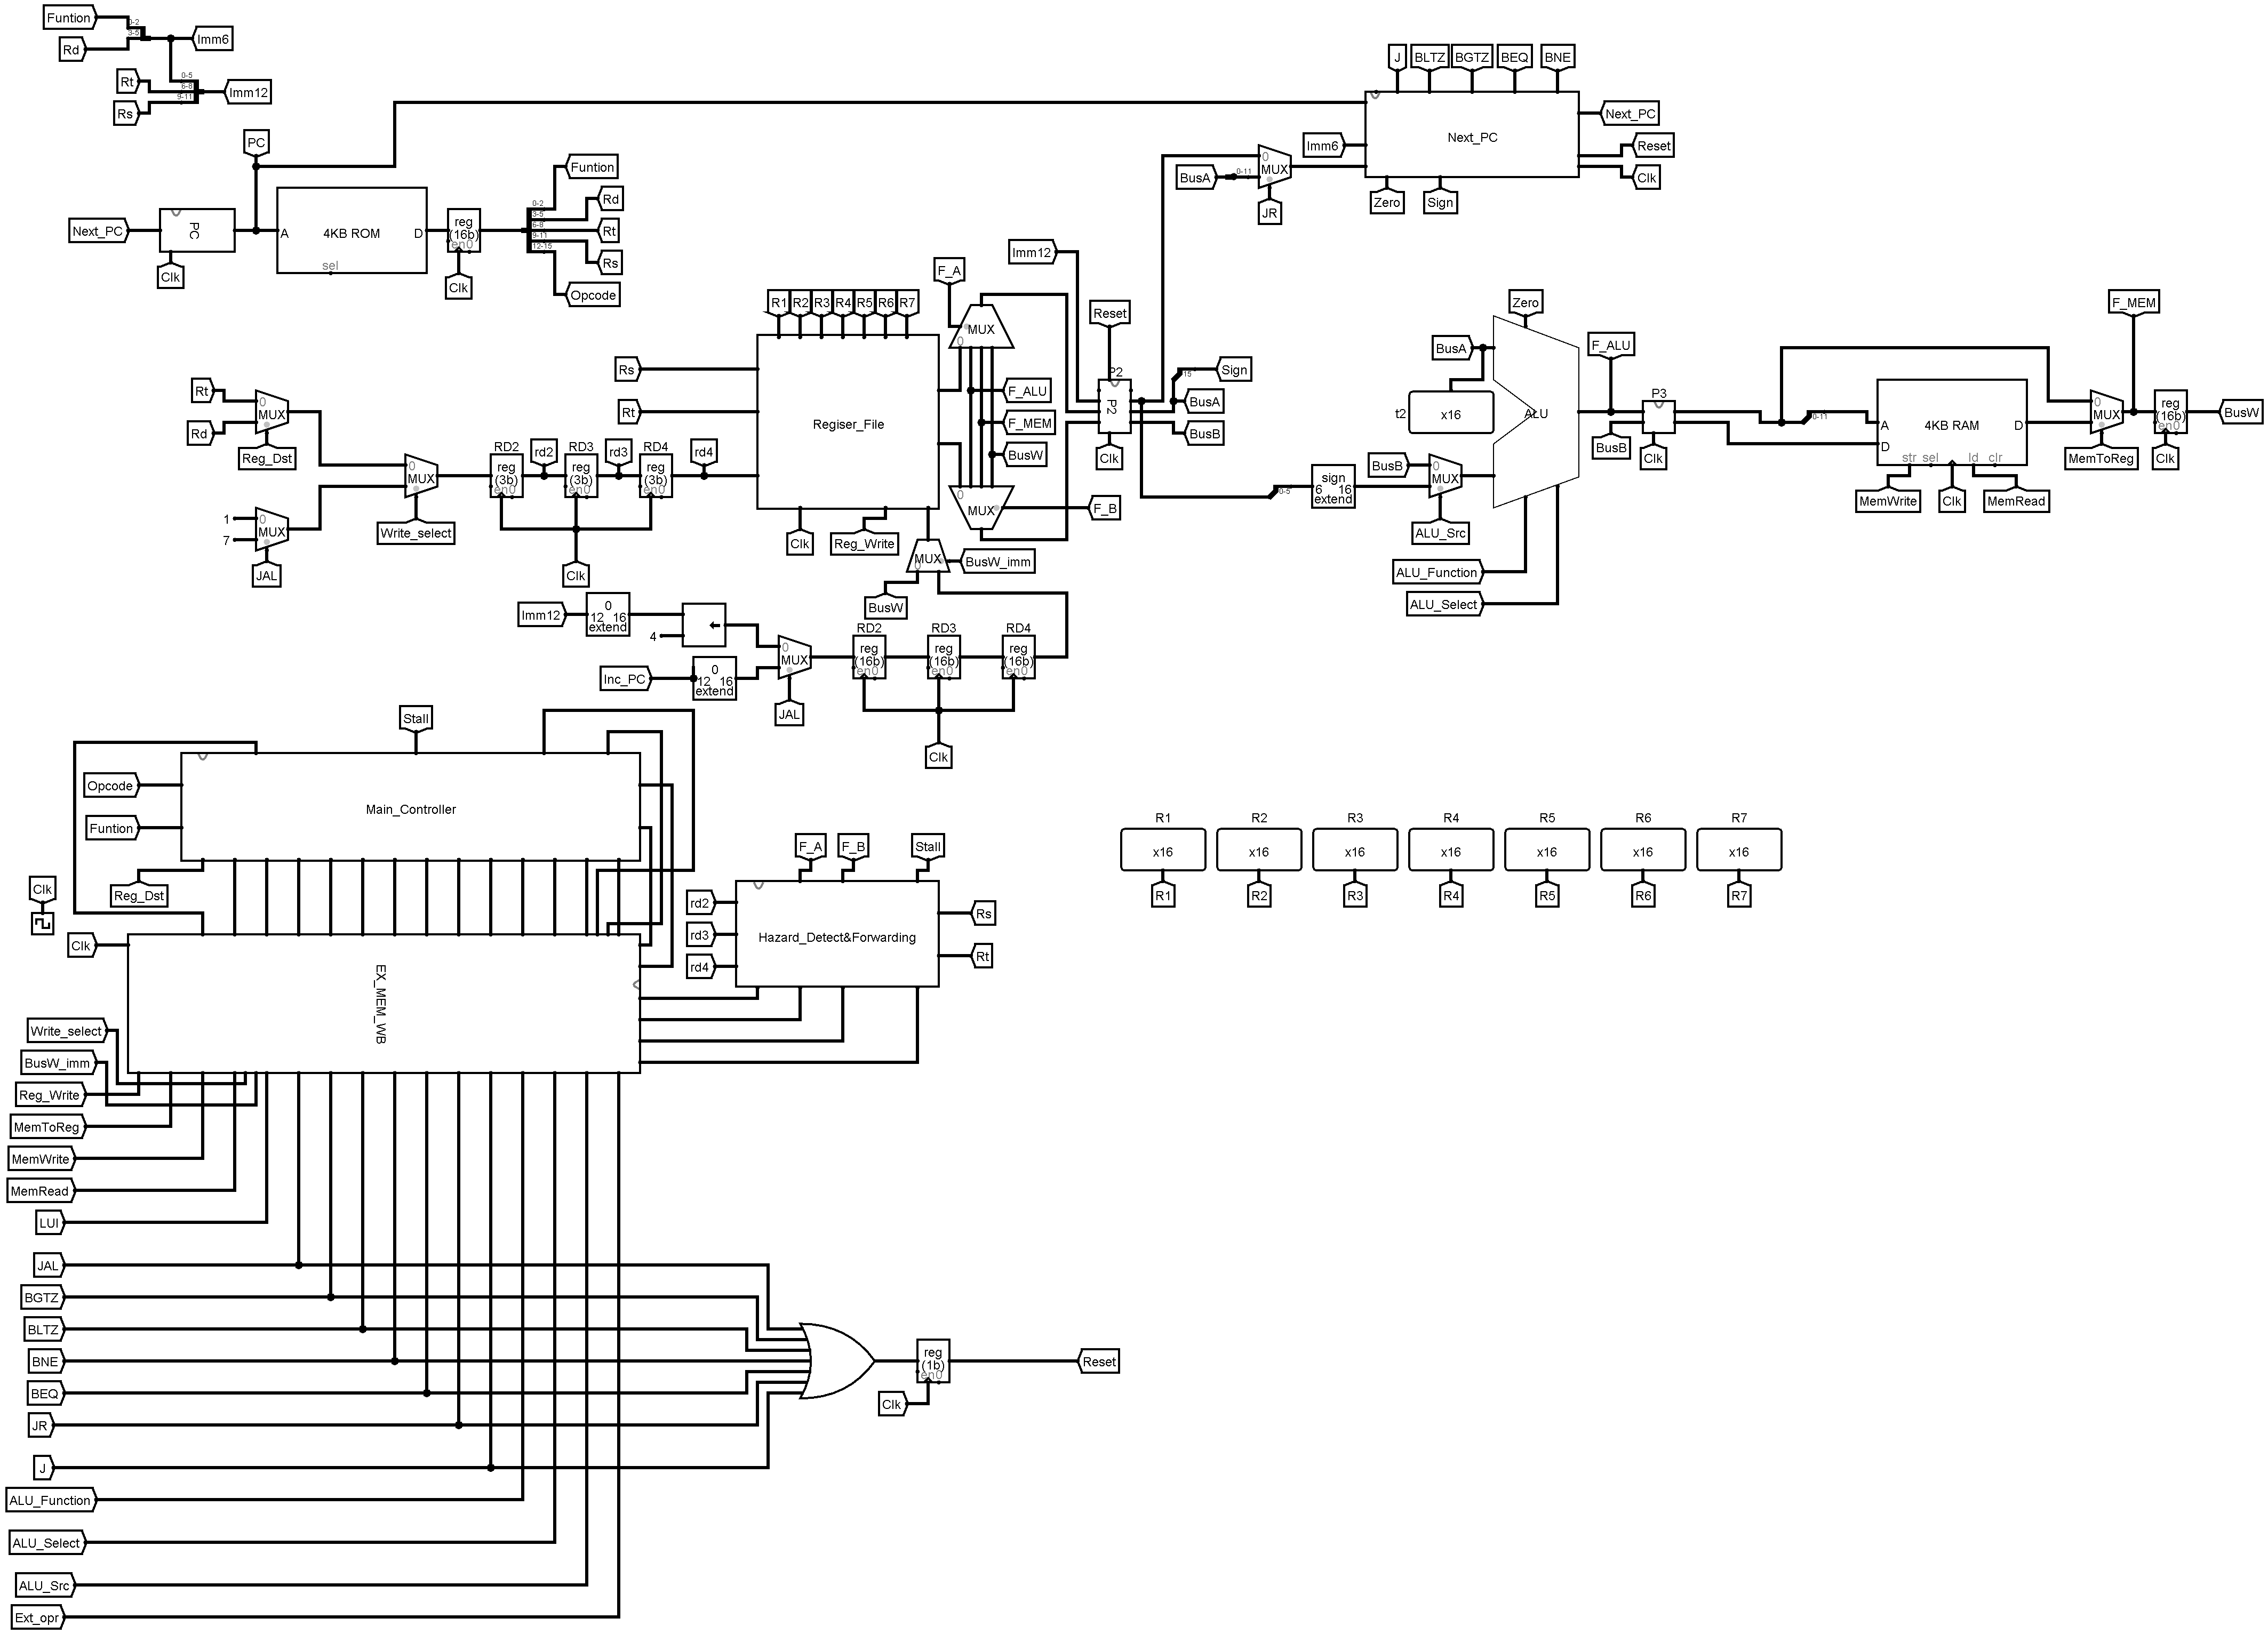 Funtion
0-2
3-5
Rd
Imm6
Rt
0-5
6-8
9-11
Imm12
Rs
PC
J
BLTZ
BGTZ
BEQ
BNE
Next_PC
Next_PC
Imm6
Reset
Clk
Zero
Sign
BusA
0-11
0
MUX
JR
Next_PC
PC
Clk
A
4KB ROM
D
sel
reg
(16b)
en0
Clk
0-2
3-5
6-8
9-11
12-15
Funtion
Rd
Rt
Rs
Opcode
Imm12
F_A
R1
R2
R3
R4
R5
R6
R7
MUX
0
Reset
Rs
Rt
Regiser_File
F_ALU
F_MEM
BusW
0
MUX
F_B
P2
P2
Clk
15
Sign
BusA
BusB
Rt
Rd
0
MUX
Reg_Dst
1
7
0
MUX
JAL
0
MUX
Write_select
RD2
reg
(3b)
en0
rd2
RD3
reg
(3b)
en0
rd3
RD4
reg
(3b)
en0
rd4
Clk
Clk
Reg_Write
MUX
0
BusW_imm
BusW
Zero
BusA
t2
x16
ALU
F_ALU
BusB
0
MUX
ALU_Src
0-5
sign
6 16
extend
ALU_Function
ALU_Select
P3
BusB
Clk
0-11
A
D
4KB RAM
D
str
sel
ld
clr
MemWrite
Clk
MemRead
F_MEM
0
MUX
MemToReg
reg
(16b)
en0
Clk
BusW
Imm12
0
12 16
extend
4
Inc_PC
0
12 16
extend
0
MUX
JAL
RD2
reg
(16b)
en0
RD3
reg
(16b)
en0
RD4
reg
(16b)
en0
Clk
Stall
Opcode
Funtion
Main_Controller
Reg_Dst
Clk
Clk
EX_MEM_WB
F_A
F_B
Stall
rd2
rd3
rd4
Hazard_Detect&Forwarding
Rs
Rt
R1
R2
R3
R4
R5
R6
R7
x16
x16
x16
x16
x16
x16
x16
R1
R2
R3
R4
R5
R6
R7
Write_select
BusW_imm
Reg_Write
MemToReg
MemWrite
MemRead
LUI
JAL
BGTZ
BLTZ
BNE
BEQ
JR
J
ALU_Function
ALU_Select
ALU_Src
Ext_opr
reg
(1b)
en0
Clk
Reset